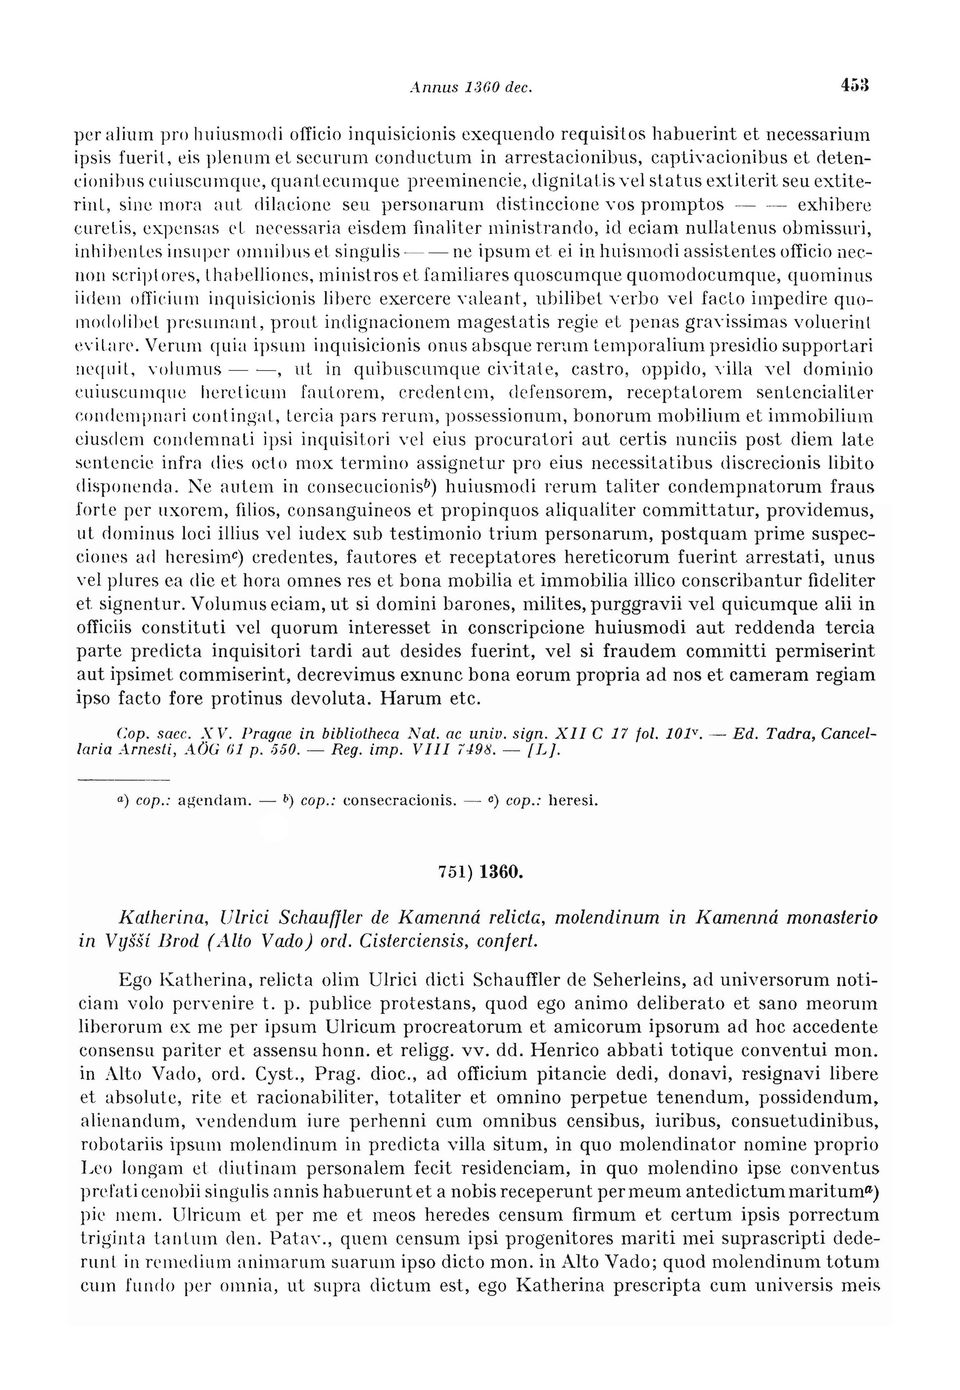 Annus 1360 dec. 453
per alium pro huiusmodi officio inquisicionis exequendo requisitos habuerint et necessarium
ipsis fuerit, eis plenum et securum conductum in arrestacionibus, captivacionibus et deten-
cionibus cuiuscumque, quantecumque preeminencie, dignitatis vel status extiterit seu extite-
rint, sine mora aut dilacione seu personarum distinccione vos promptos — — exhibere
curetis, expensas et necessaria eisdem finaliter ministrando, id eciam nullatenus obmissuri,
inhibentes insuper omnibus et singulis — — ne ipsum et ei in huismodi assistentes officio nec-
non scriptores, thabelliones, ministros et familiares quoscumque quomodocumque, quominus
iidem officium inquisicionis libere exercere valeant, ubilibet verbo vel facto impedire quo-
modolibet presumant, prout indignacionem magestatis regie et penas gravissimas voluerint
evitare. Verum quia ipsum inquisicionis onus absque rerum temporalium presidio supportari
nequit, volumus — —, ut in quibuscumque civitate, castro, oppido, villa vel dominio
cuiuscumque hereticum fautorem, credentem, defensorem, receptatorem sentencialiter
condempnari contingat, tercia pars rerum, possessionum, bonorum mobilium et immobilium
eiusdem condemnati ipsi inquisitori vel eius procuratori aut certis nunciis post diem late
sentencie infra dies octo mox termino assignetur pro eius necessitatibus discrecionis libito
disponenda. Ne autem in consecucionis b) huiusmodi rerum taliter condempnatorum fraus
forte per uxorem, filios, consanguineos et propinquos aliqualiter committatur, providemus,
ut dominus loci illius vel iudex sub testimonio trium personarum, postquam prime suspec-
ciones ad heresim c) credentes, fautores et receptatores hereticorum fuerint arrestati, unus
vel plures ea die et hora omnes res et bona mobilia et immobilia illico conscribantur fideliter
et signentur. Volumus eciam, ut si domini barones, milites, purggravii vel quicumque alii in
officiis constituti vel quorum interesset in conscripcione huiusmodi aut reddenda tercia
parte predicta inquisitori tardi aut desides fuerint, vel si fraudem committi permiserint
aut ipsimet commiserint, decrevimus exnunc bona eorum propria ad nos et cameram regiam
ipso facto fore protinus devoluta. Harum etc.
Cop. saec. XV. Pragae in bibliotheca Nat. ac univ. sign. XII C 17 fol. 101v. — Ed. Tadra, Cancel-
laria Arnesti, AÖG 61 p. 550. — Reg. imp. VIII 7498. — [L].
a) cop.: agendam. — b) cop.: consecracionis. — c) cop.: heresi.
751) 1360.
Katherina, Ulrici Schauffler de Kamenná relicta, molendinum in Kamenná monasterio
in Vyšší Brod (Alto Vado) ord. Cisterciensis, confert.
Ego Katherina, relicta olim Ulrici dicti Schauffler de Seherleins, ad universorum noti-
ciam volo pervenire t. p. publice protestans, quod ego animo deliberato et sano meorum
liberorum ex me per ipsum Ulricum procreatorum et amicorum ipsorum ad hoc accedente
consensu pariter et assensu honn. et religg. vv. dd. Henrico abbati totique conventui mon.
in Alto Vado, ord. Cyst., Prag. dioc., ad officium pitancie dedi, donavi, resignavi libere
et absolute, rite et racionabiliter, totaliter et omnino perpetue tenendum, possidendum,
alienandum, vendendum iure perhenni cum omnibus censibus, iuribus, consuetudinibus,
robotariis ipsum molendinum in predicta villa situm, in quo molendinator nomine proprio
Leo longam et diutinam personalem fecit residenciam, in quo molendino ipse conventus
prefati cenobii singulis annis habuerunt et a nobis receperunt per meum antedictum maritum a)
pie mem. Ulricum et per me et meos heredes censum firmum et certum ipsis porrectum
triginta tantum den. Patav., quem censum ipsi progenitores mariti mei suprascripti dede-
runt in remedium animarum suarum ipso dicto mon. in Alto Vado; quod molendinum totum
cum fundo per omnia, ut supra dictum est, ego Katherina prescripta cum universis meis